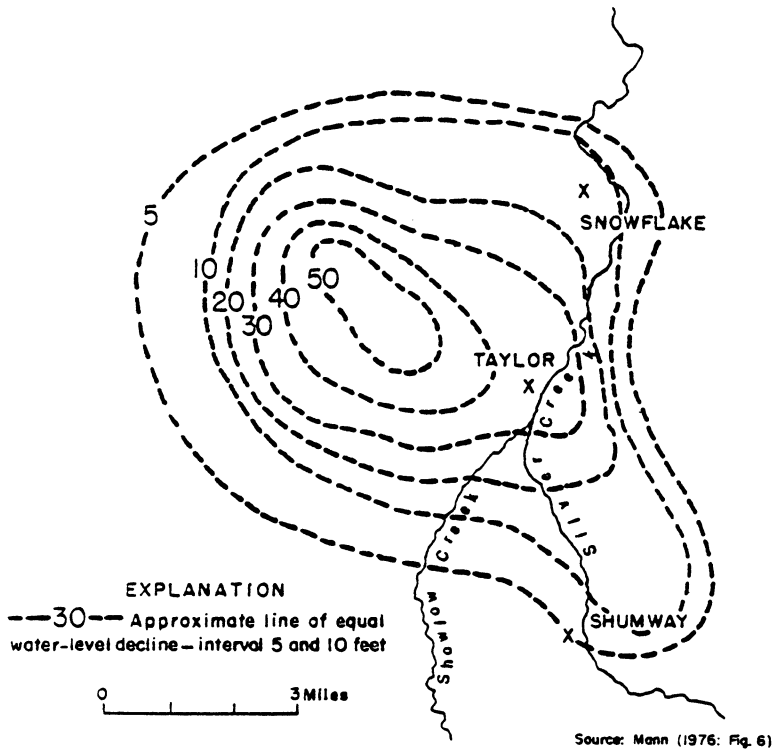 SNOWFLAKE
5
10
20
30
40
50
TAYLOR
Silver Creek
Showlow Creek
SHUMWAY
EXPLANATION
30 Approximate line of equal
water-level decline – interval 5 and 10 feet
0 3 Miles
Source: Mann (1976: Fig. 6)